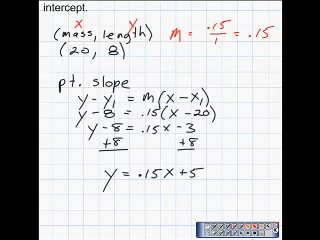 intercept.
x y
(mass, length) m = .15/1 = .15
(20, 8)
pt. slope
y - y₁ = m(x - x₁)
y - 8 = .15(x - 20)
y - 8 = .15x - 3
+8 +8
y = .15x + 5